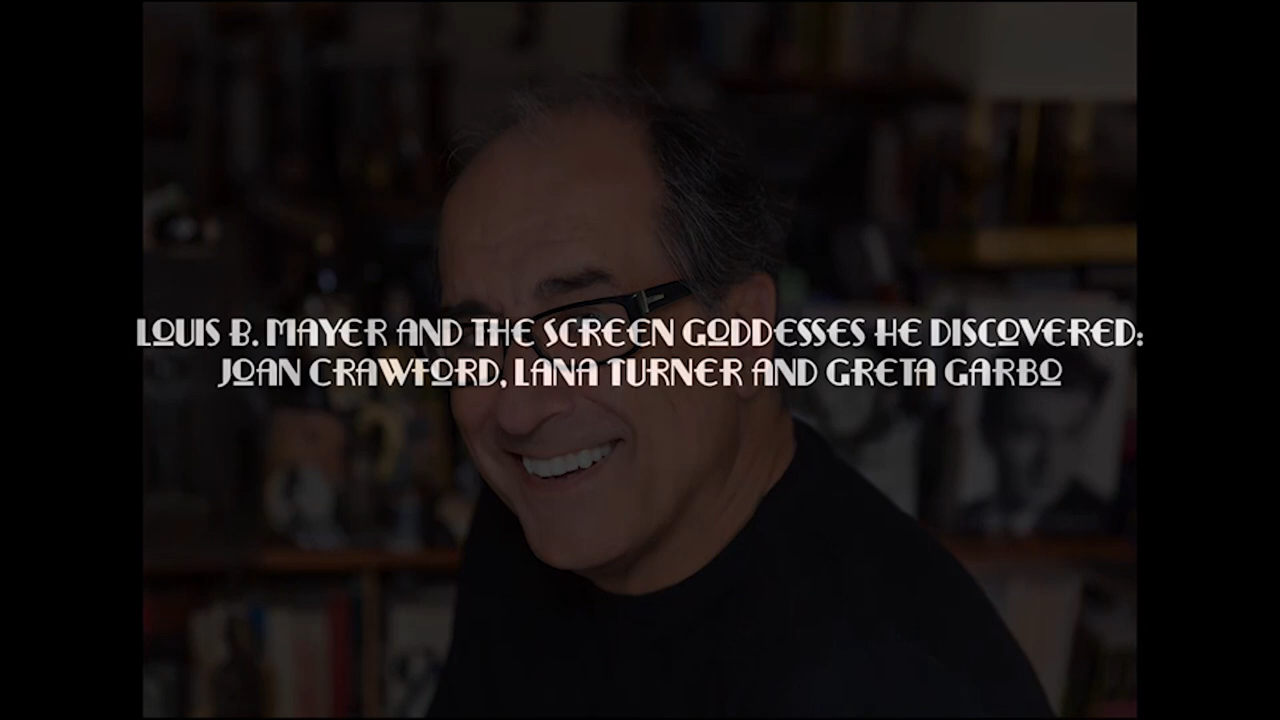 LOUIS B. MAYER AND THE SCREEN GODDESSES HE DISCOVERED:
JOAN CRAWFORD, LANA TURNER AND GRETA GARBO